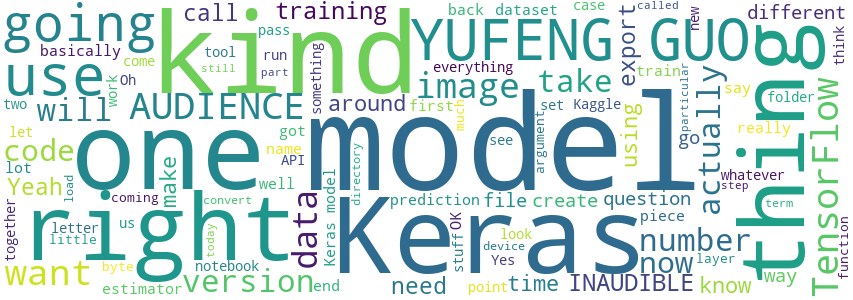 going
kind
call
training
back
dataset
case
called
new
different
basically
tool
pass
come
Oh
run
still
part
something
everything
YUFENG GUO
export
think
use
work
image
take
train
particular
thing
two
will
AUDIENCE
around
first
much
set
Kaggle
say
folder
let
code
one
got
name
API
model
see
argument
using
go
actually
really
TensorFlow
lot
Yeah
load
make
well
directory
prediction
file
create
question
whatever
step
together
right
coming
convert
data
Keras model
Keras
piece
term
function
letter
little
us
today
stuff
OK
look
device
Yes
number
now
layer
way
want
byte
estimator
notebook
version
end
need
point
time
INAUDIBLE
know